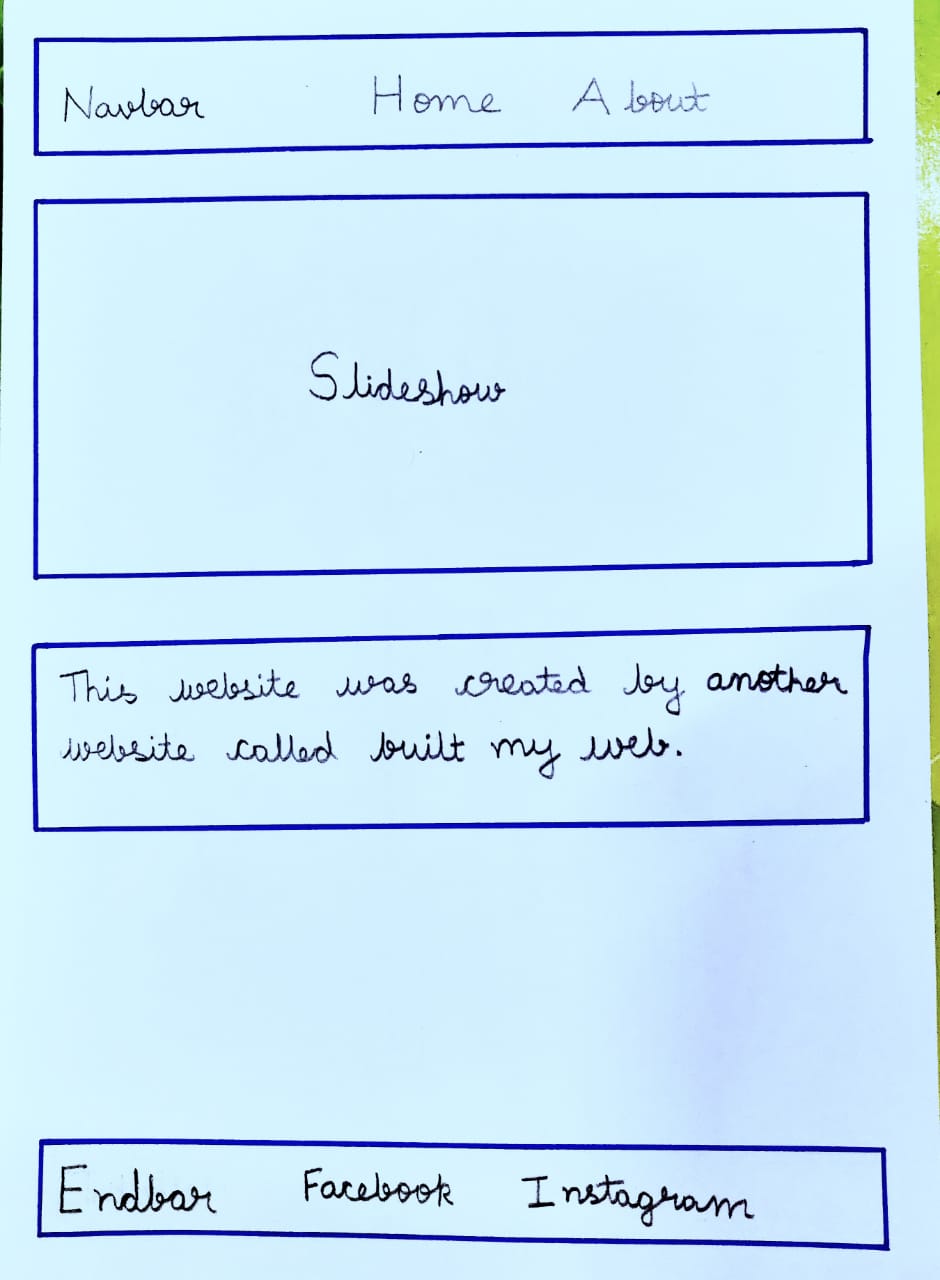 Navbar Home About
Slideshow
This website was created by another
website called built my web.
Endbar Facebook Instagram